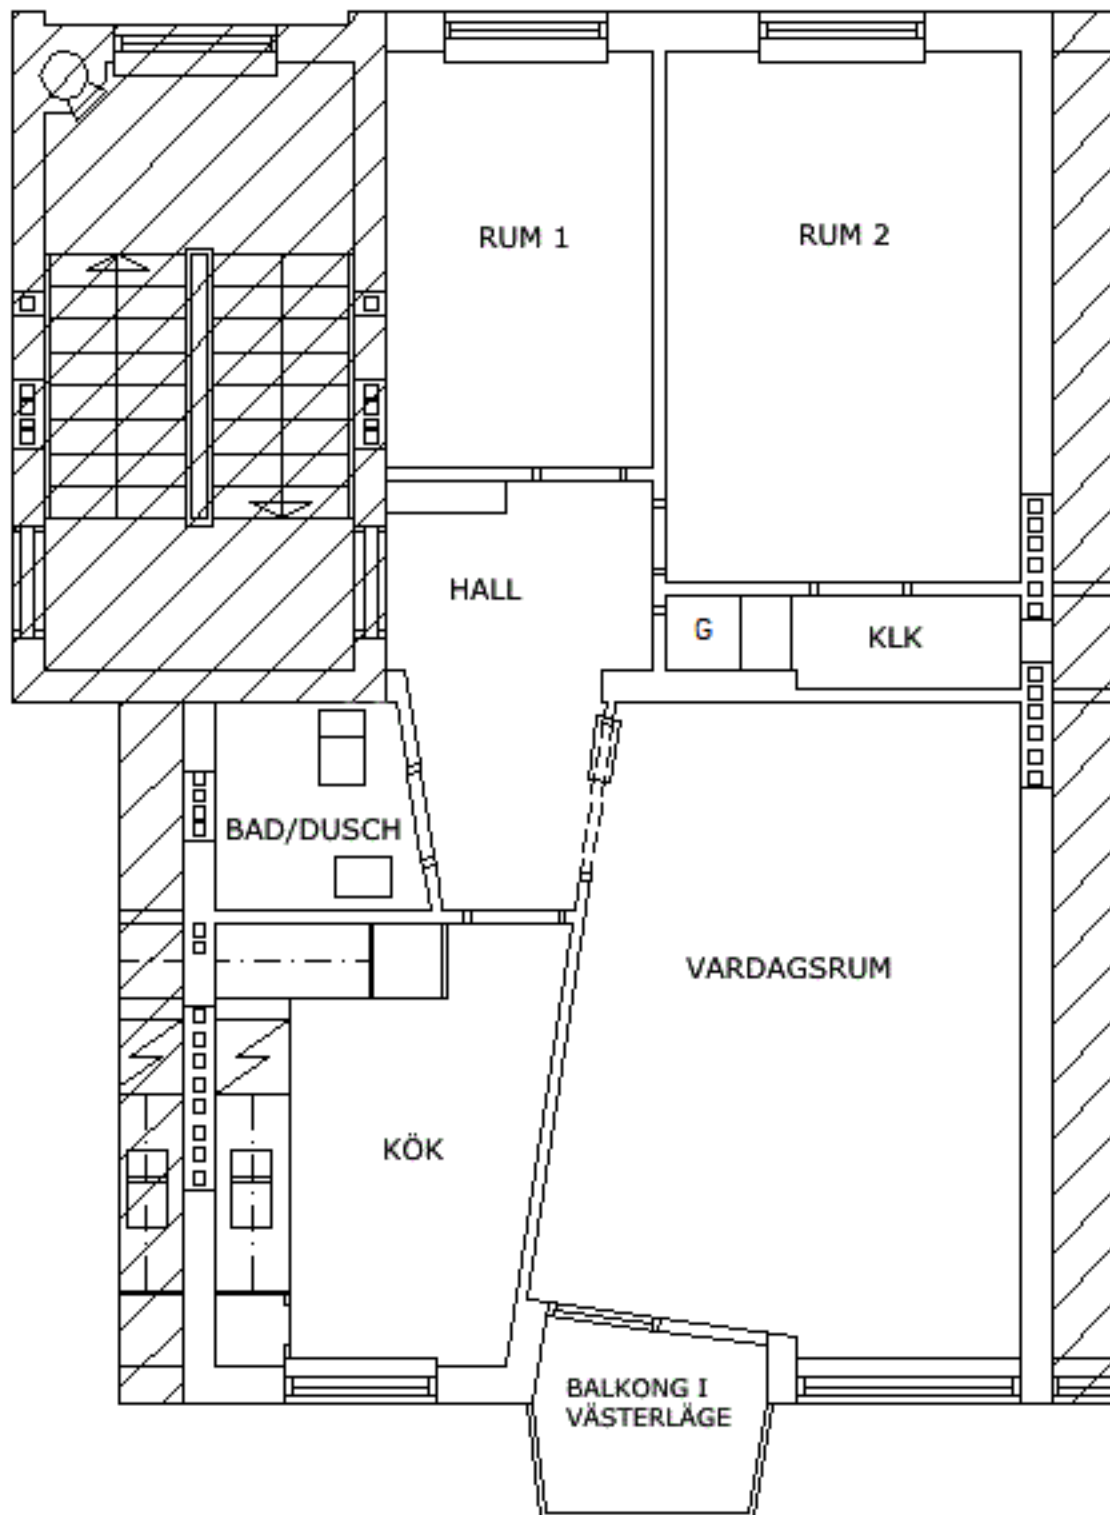 RUM 1
RUM 2
HALL
G
KLK
BAD/DUSCH
VARDAGSRUM
KÖK
BALKONG I
VÄSTERLÄGE